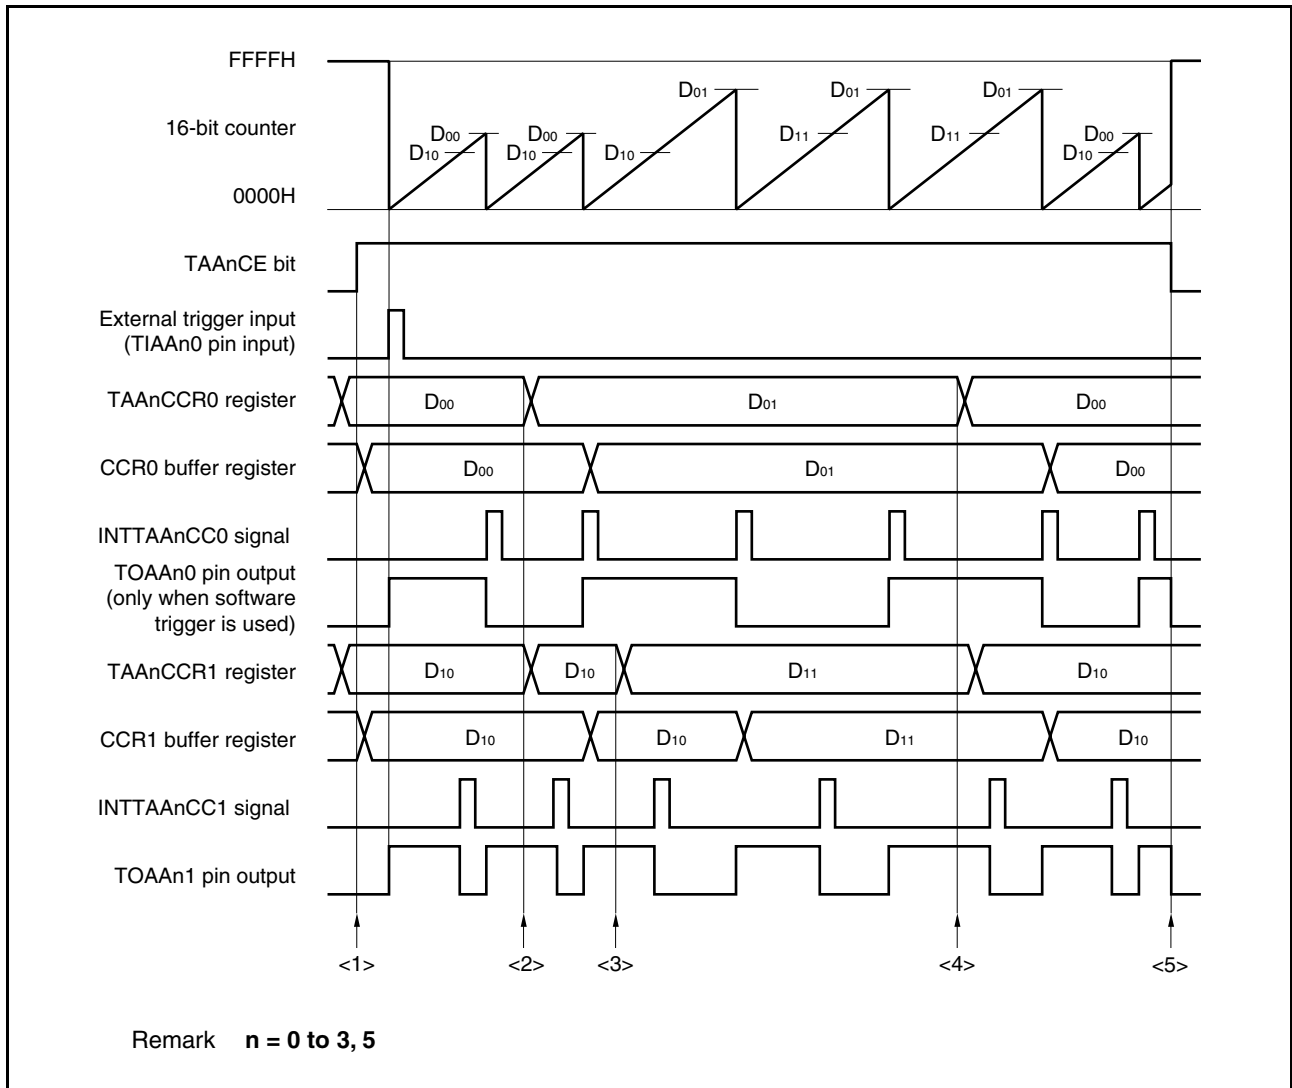 FFFFH
16-bit counter
0000H
D01 D01 D01
D00 D00 D11 D11 D00
D10 D10 D10 D10
TAAnCE bit
External trigger input
(TIAAn0 pin input)
TAAnCCR0 register D00 D01 D00
CCR0 buffer register D00 D01 D00
INTTAAnCC0 signal
TOAAn0 pin output
(only when software
trigger is used)
TAAnCCR1 register D10 D10 D11 D10
CCR1 buffer register D10 D10 D11 D10
INTTAAnCC1 signal
TOAAn1 pin output
<1> <2> <3> <4> <5>
Remark n = 0 to 3, 5